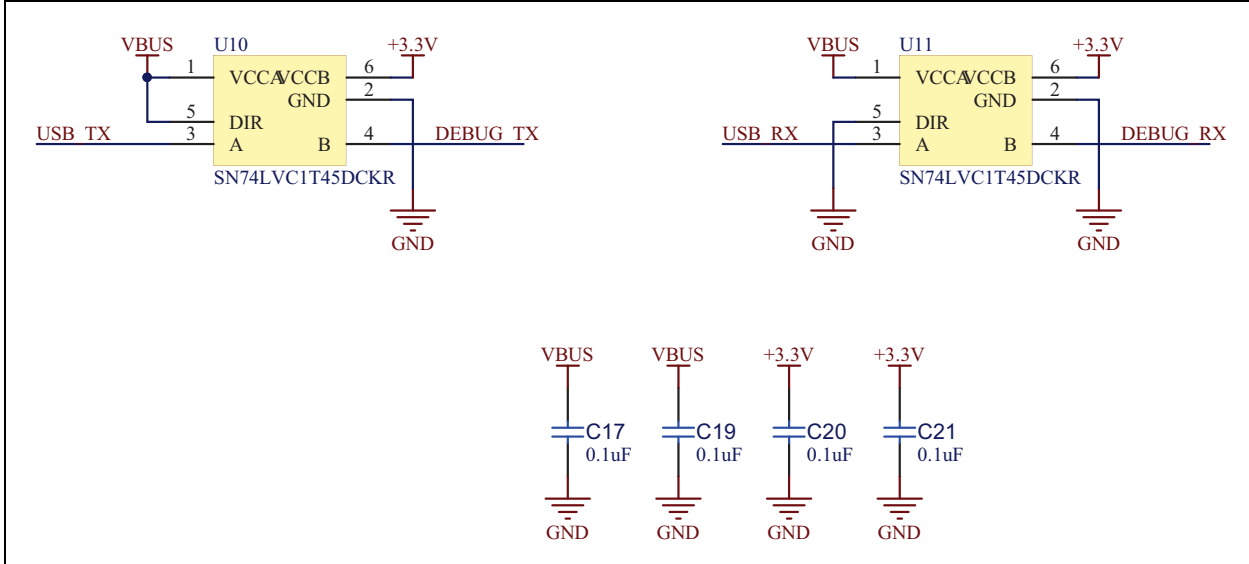 VBUS
U10
+3.3V
1
VCCA
VCCB
6
GND
2
5
DIR
USB_TX
3
A
B
4
DEBUG_TX
SN74LVC1T45DCKR
GND
VBUS
U11
+3.3V
1
VCCA
VCCB
6
GND
2
5
DIR
USB_RX
3
A
B
4
DEBUG_RX
SN74LVC1T45DCKR
GND
GND
VBUS
C17
0.1uF
GND
VBUS
C19
0.1uF
GND
+3.3V
C20
0.1uF
GND
+3.3V
C21
0.1uF
GND